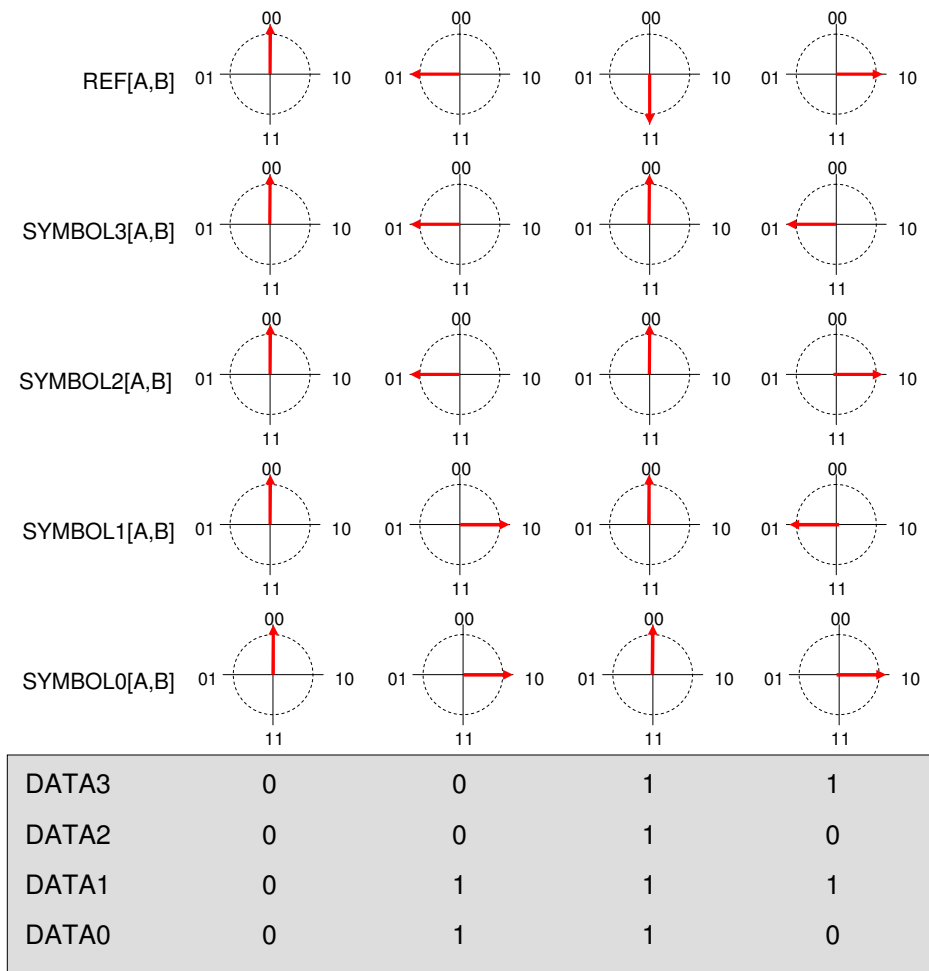 00 00 00 00
REF[A,B] 01 10 01 10 01 10 01 10
11 11 11 11
00 00 00 00
SYMBOL3[A,B] 01 10 01 10 01 10 01 10
11 11 11 11
00 00 00 00
SYMBOL2[A,B] 01 10 01 10 01 10 01 10
11 11 11 11
00 00 00 00
SYMBOL1[A,B] 01 10 01 10 01 10 01 10
11 11 11 11
00 00 00 00
SYMBOL0[A,B] 01 10 01 10 01 10 01 10
11 11 11 11
DATA3 0 0 1 1
DATA2 0 0 1 0
DATA1 0 1 1 1
DATA0 0 1 1 0